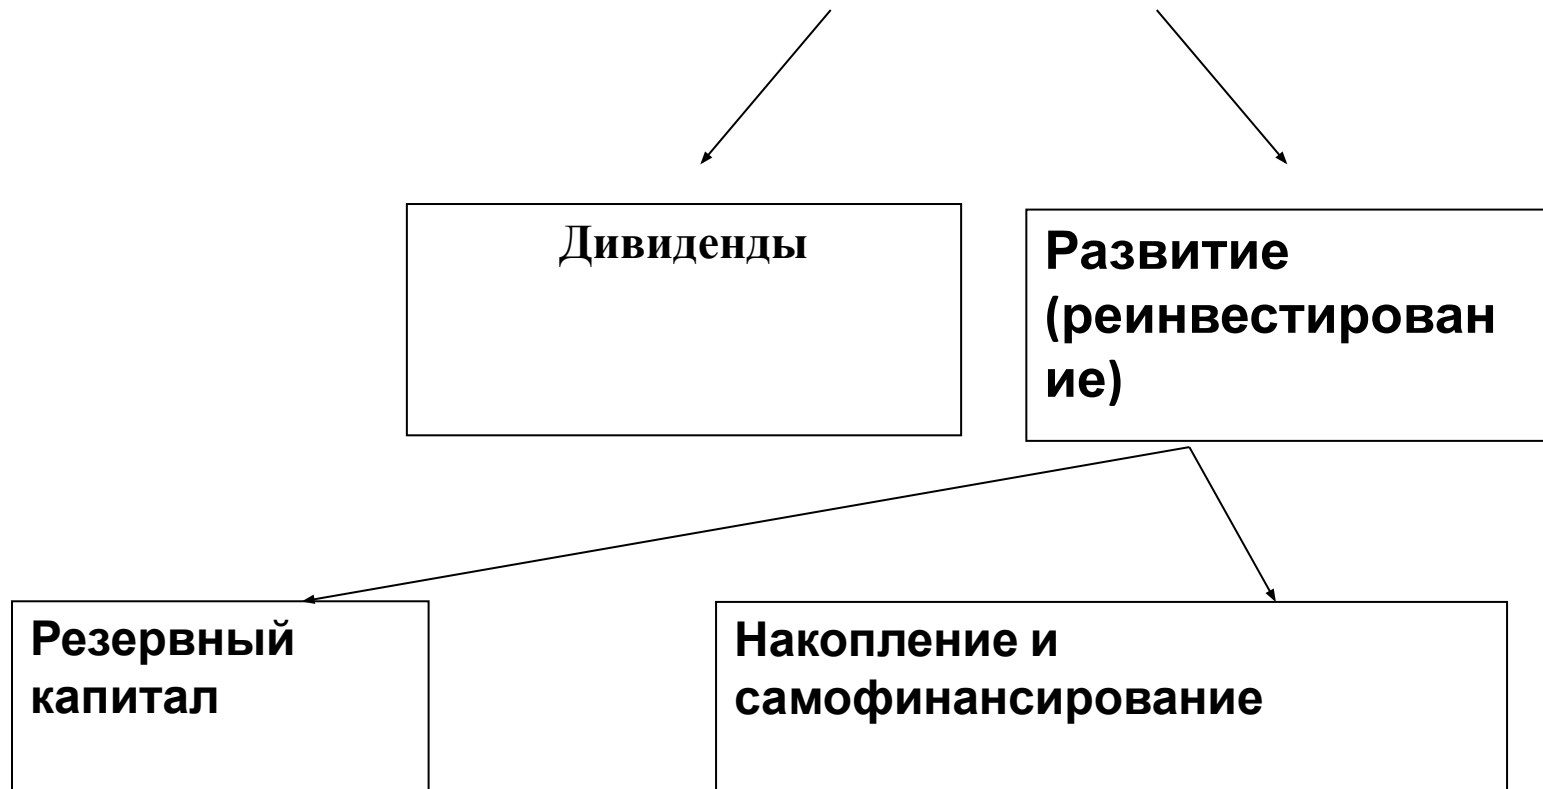 Дивиденды
Развитие
(реинвестирован
ие)
Резервный
капитал
Накопление и
самофинансирование